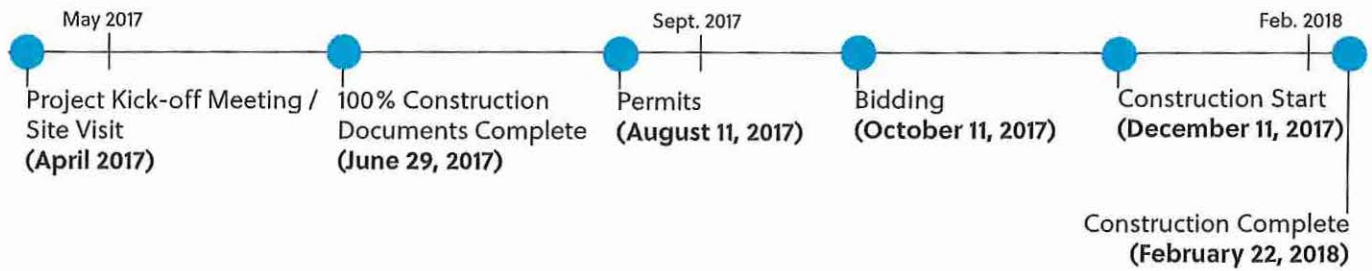 May 2017
Sept. 2017
Feb. 2018
Project Kick-off Meeting /
Site Visit
(April 2017)
100% Construction
Documents Complete
(June 29, 2017)
Permits
(August 11, 2017)
Bidding
(October 11, 2017)
Construction Start
(December 11, 2017)
Construction Complete
(February 22, 2018)